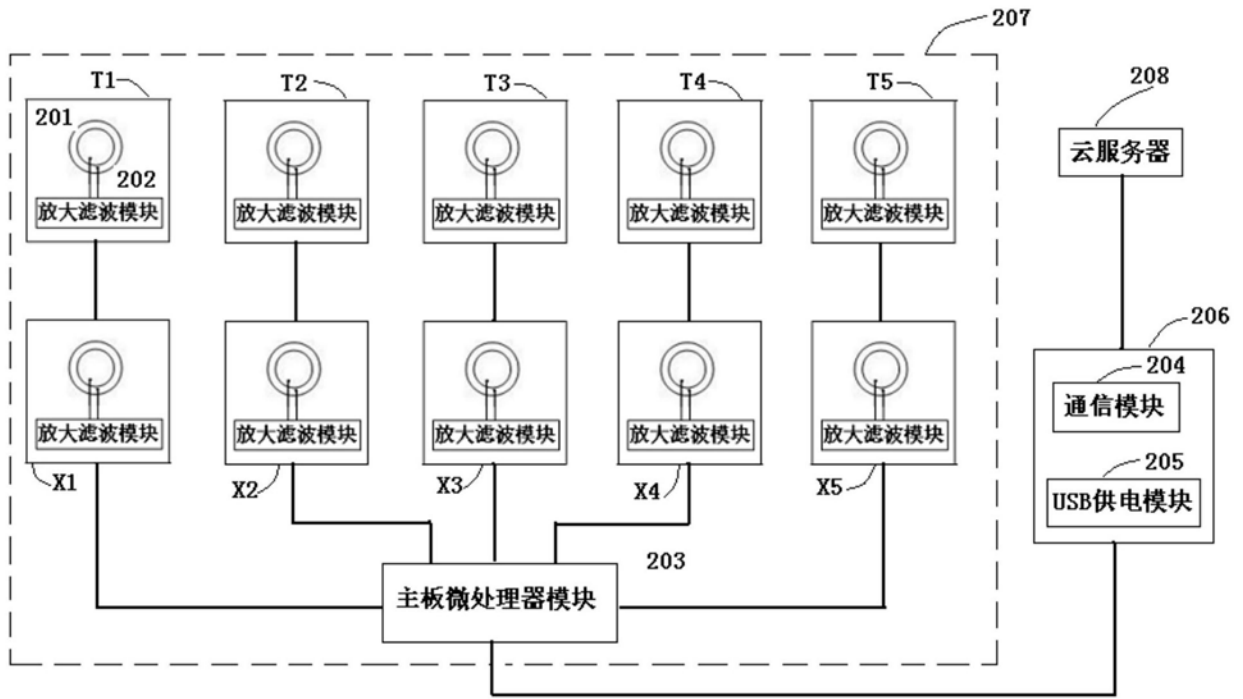 207
T1
T2
T3
T4
T5
208
201
202
云服务器
放大滤波模块
放大滤波模块
放大滤波模块
放大滤波模块
放大滤波模块
206
204
通信模块
放大滤波模块
放大滤波模块
放大滤波模块
放大滤波模块
放大滤波模块
205
X1
X2
X3
X4
X5
USB供电模块
203
主板微处理器模块